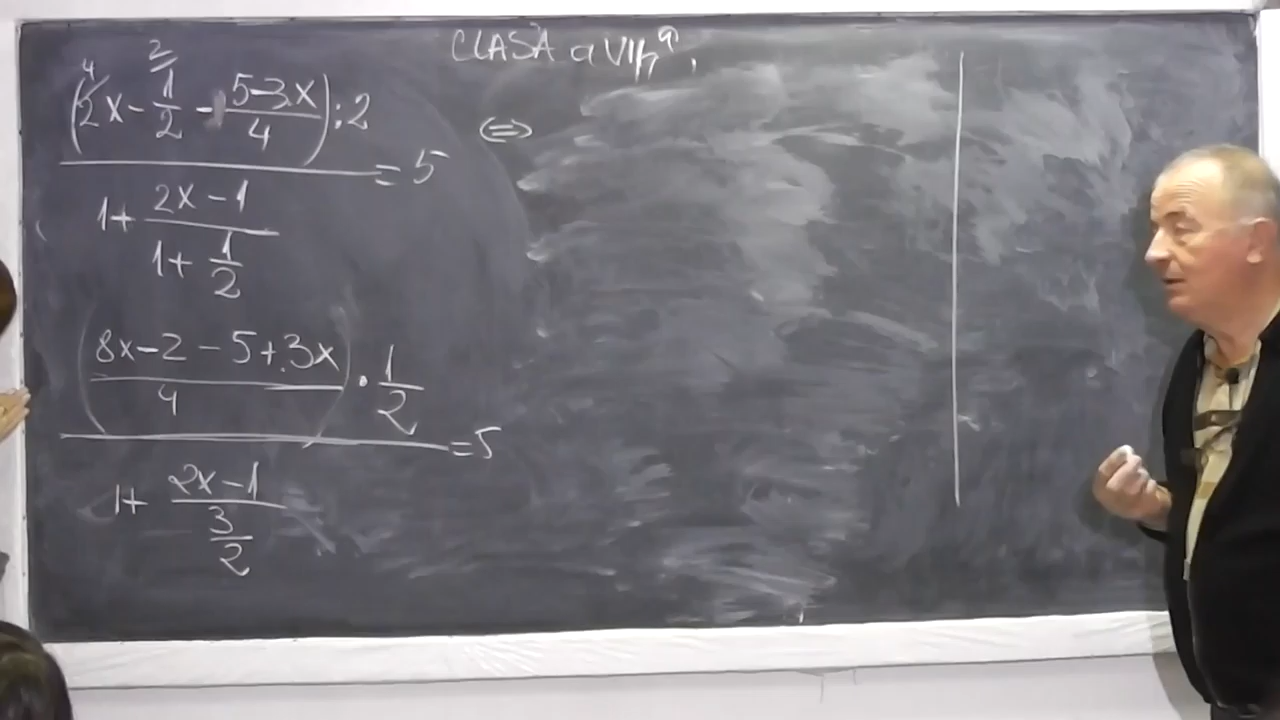 CLASA a VII-a
(2x - 1/2 - (5-3x)/4) : 2
= 5
1 + (2x - 1)/(1 + 1/2)
⇔
((8x - 2 - 5 + 3x)/4) · 1/2
= 5
1 + (2x - 1)/(3/2)